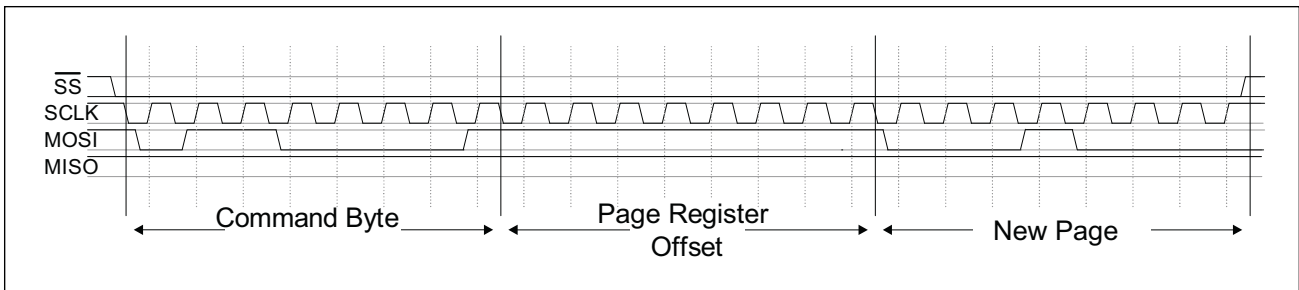 SS
SCLK
MOSI
MISO
Command Byte
Page Register
Offset
New Page